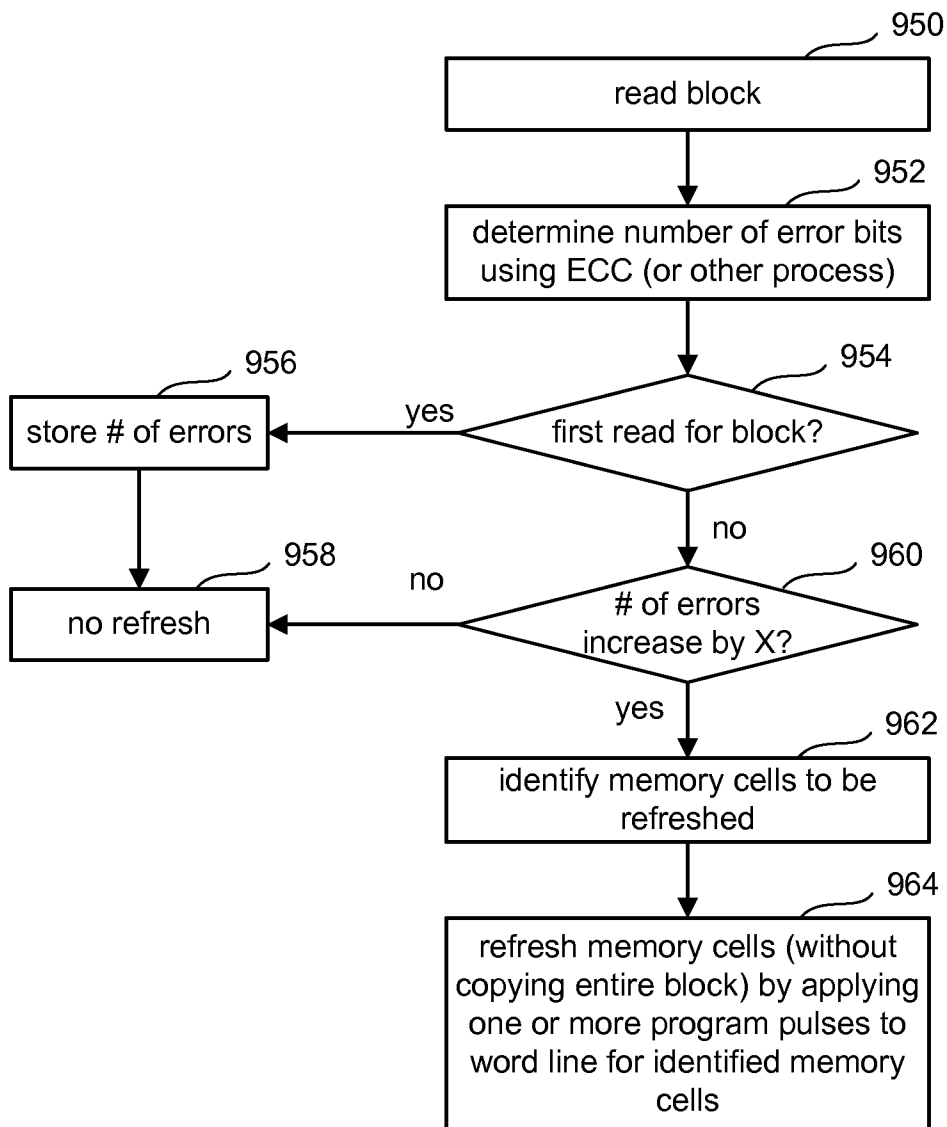 950
read block
952
determine number of error bits
using ECC (or other process)
954
956
yes
first read for block?
store # of errors
no
958
960
no
# of errors
increase by X?
no refresh
yes
962
identify memory cells to be
refreshed
964
refresh memory cells (without
copying entire block) by applying
one or more program pulses to
word line for identified memory
cells